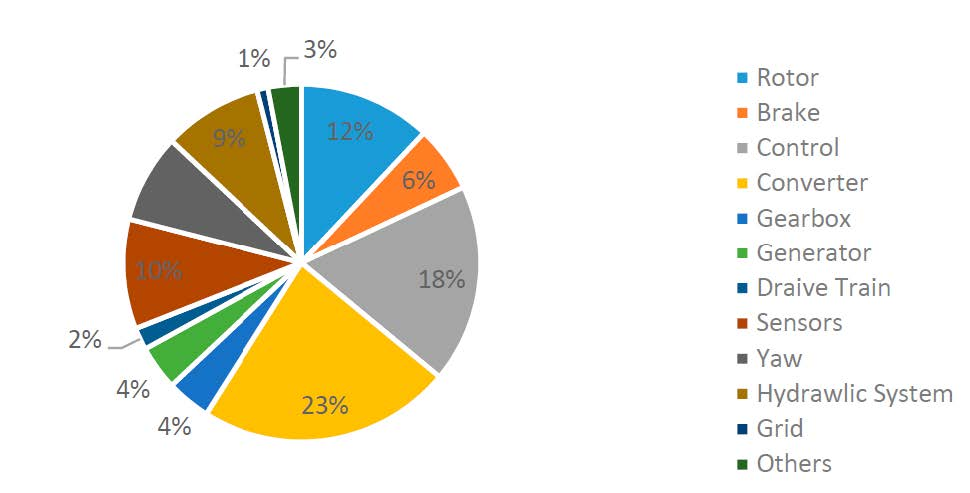 1%
3%
12%
9%
6%
10%
18%
2%
4%
23%
4%
Rotor
Brake
Control
Converter
Gearbox
Generator
Draive Train
Sensors
Yaw
Hydrawlic System
Grid
Others